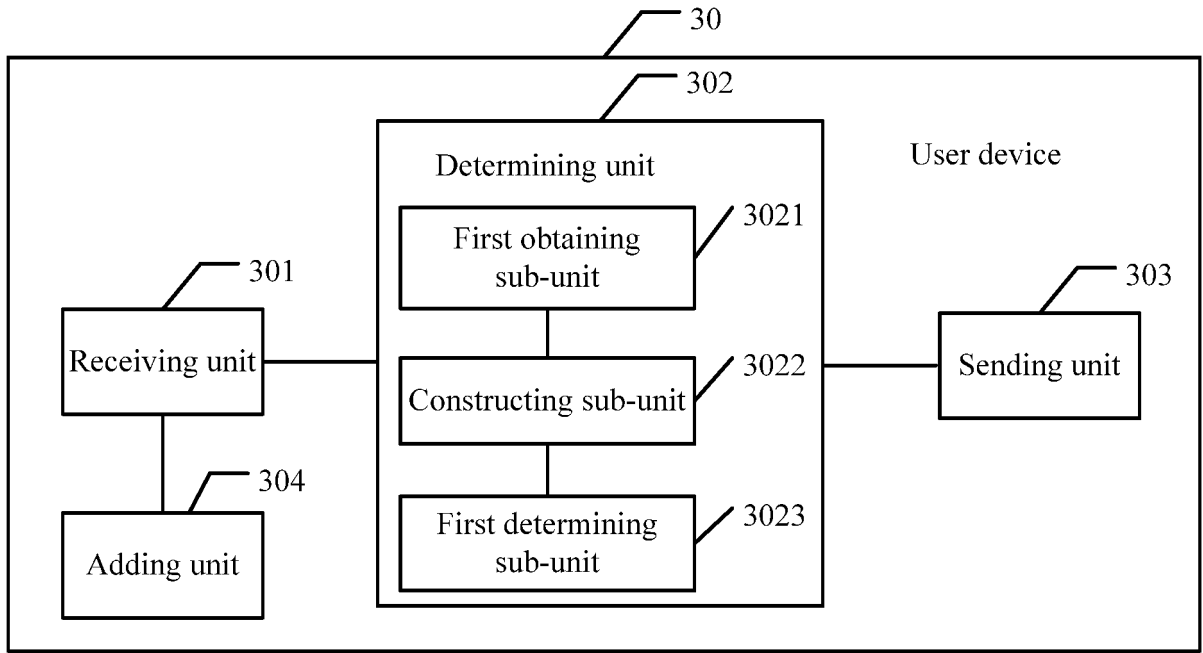 30
302
User device
Determining unit
3021
First obtaining
sub-unit
301
303
Receiving unit
3022
Constructing sub-unit
Sending unit
304
3023
First determining
sub-unit
Adding unit